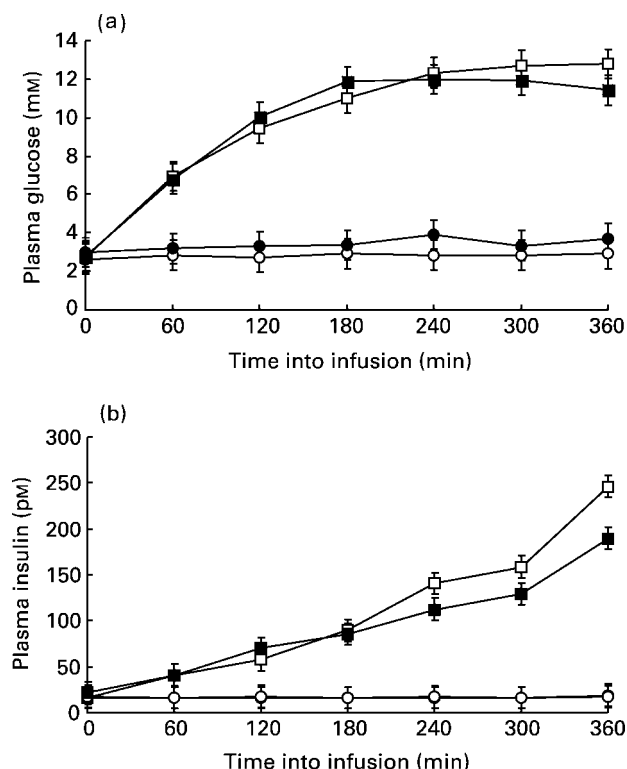 (a)
14
12
10
8
6
4
2
0
Plasma glucose (mM)
0 60 120 180 240 300 360
Time into infusion (min)
(b)
300
250
200
150
100
50
0
Plasma insulin (pM)
0 60 120 180 240 300 360
Time into infusion (min)